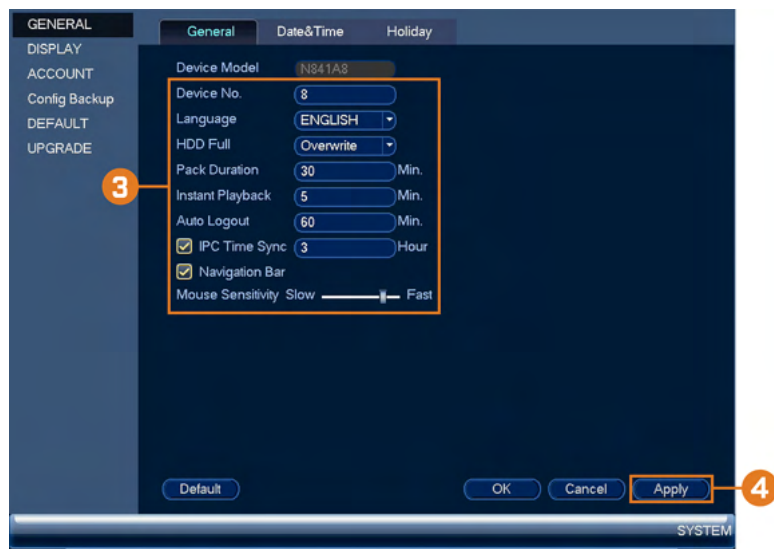 GENERAL
DISPLAY
ACCOUNT
Config Backup
DEFAULT
UPGRADE
General Date&Time Holiday
Device Model N841A8
Device No. 8
Language ENGLISH
HDD Full Overwrite
Pack Duration 30 Min.
Instant Playback 5 Min.
Auto Logout 60 Min.
IPC Time Sync 3 Hour
Navigation Bar
Mouse Sensitivity Slow Fast
3
Default OK Cancel Apply
4
SYSTEM